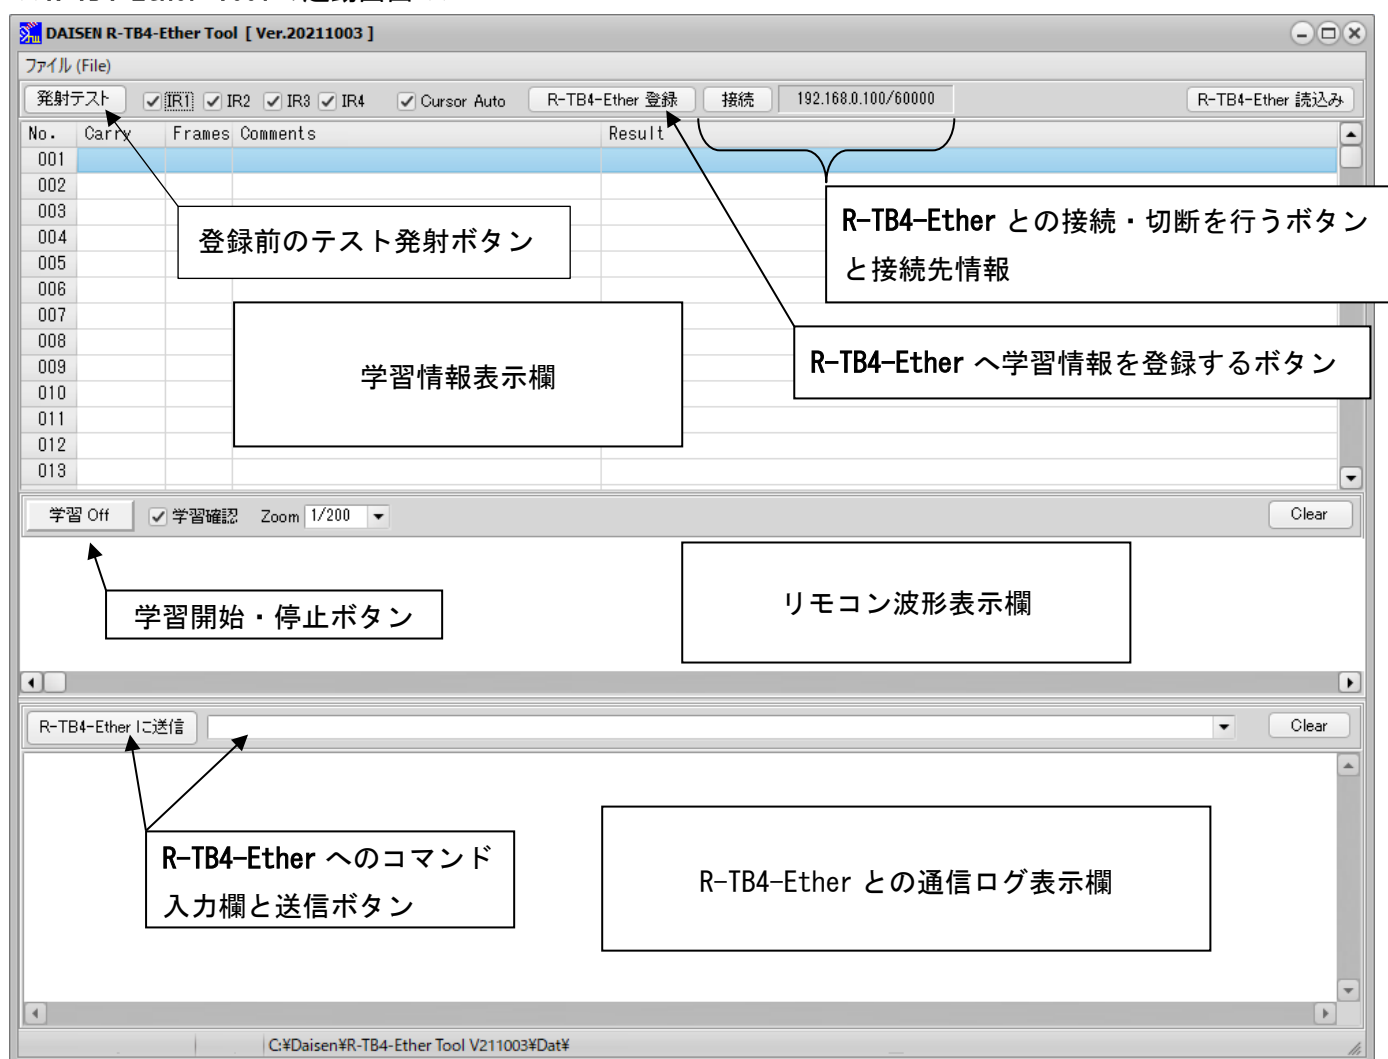 DAISEN R-TB4-Ether Tool [ Ver.20211003 ]
ファイル (File)
発射テスト IR1 IR2 IR3 IR4 Cursor Auto R-TB4-Ether 登録 接続 192.168.0.100/60000 R-TB4-Ether 読込み
No. Carry Frames Comments Result
001
002
003
004
005
006
007
008
009
010
011
012
013
登録前のテスト発射ボタン
R-TB4-Ether との接続・切断を行うボタン
と接続先情報
学習情報表示欄
R-TB4-Ether へ学習情報を登録するボタン
学習 Off 学習確認 Zoom 1/200 Clear
学習開始・停止ボタン
リモコン波形表示欄
R-TB4-Ether に送信 Clear
R-TB4-Ether へのコマンド
入力欄と送信ボタン
R-TB4-Ether との通信ログ表示欄
C:¥Daisen¥R-TB4-Ether Tool V211003¥Dat¥